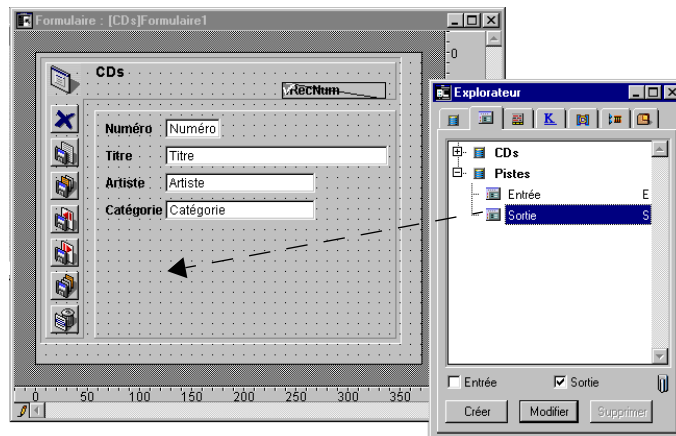 Formulaire : [CDs]Formulaire1
CDs
RecNum
Numéro Numéro
Titre Titre
Artiste Artiste
Catégorie Catégorie
0
0 50 100 150 200 250 300 350
Explorateur
K
CDs
Pistes
Entrée E
Sortie S
Entrée Sortie
Créer Modifier Supprimer